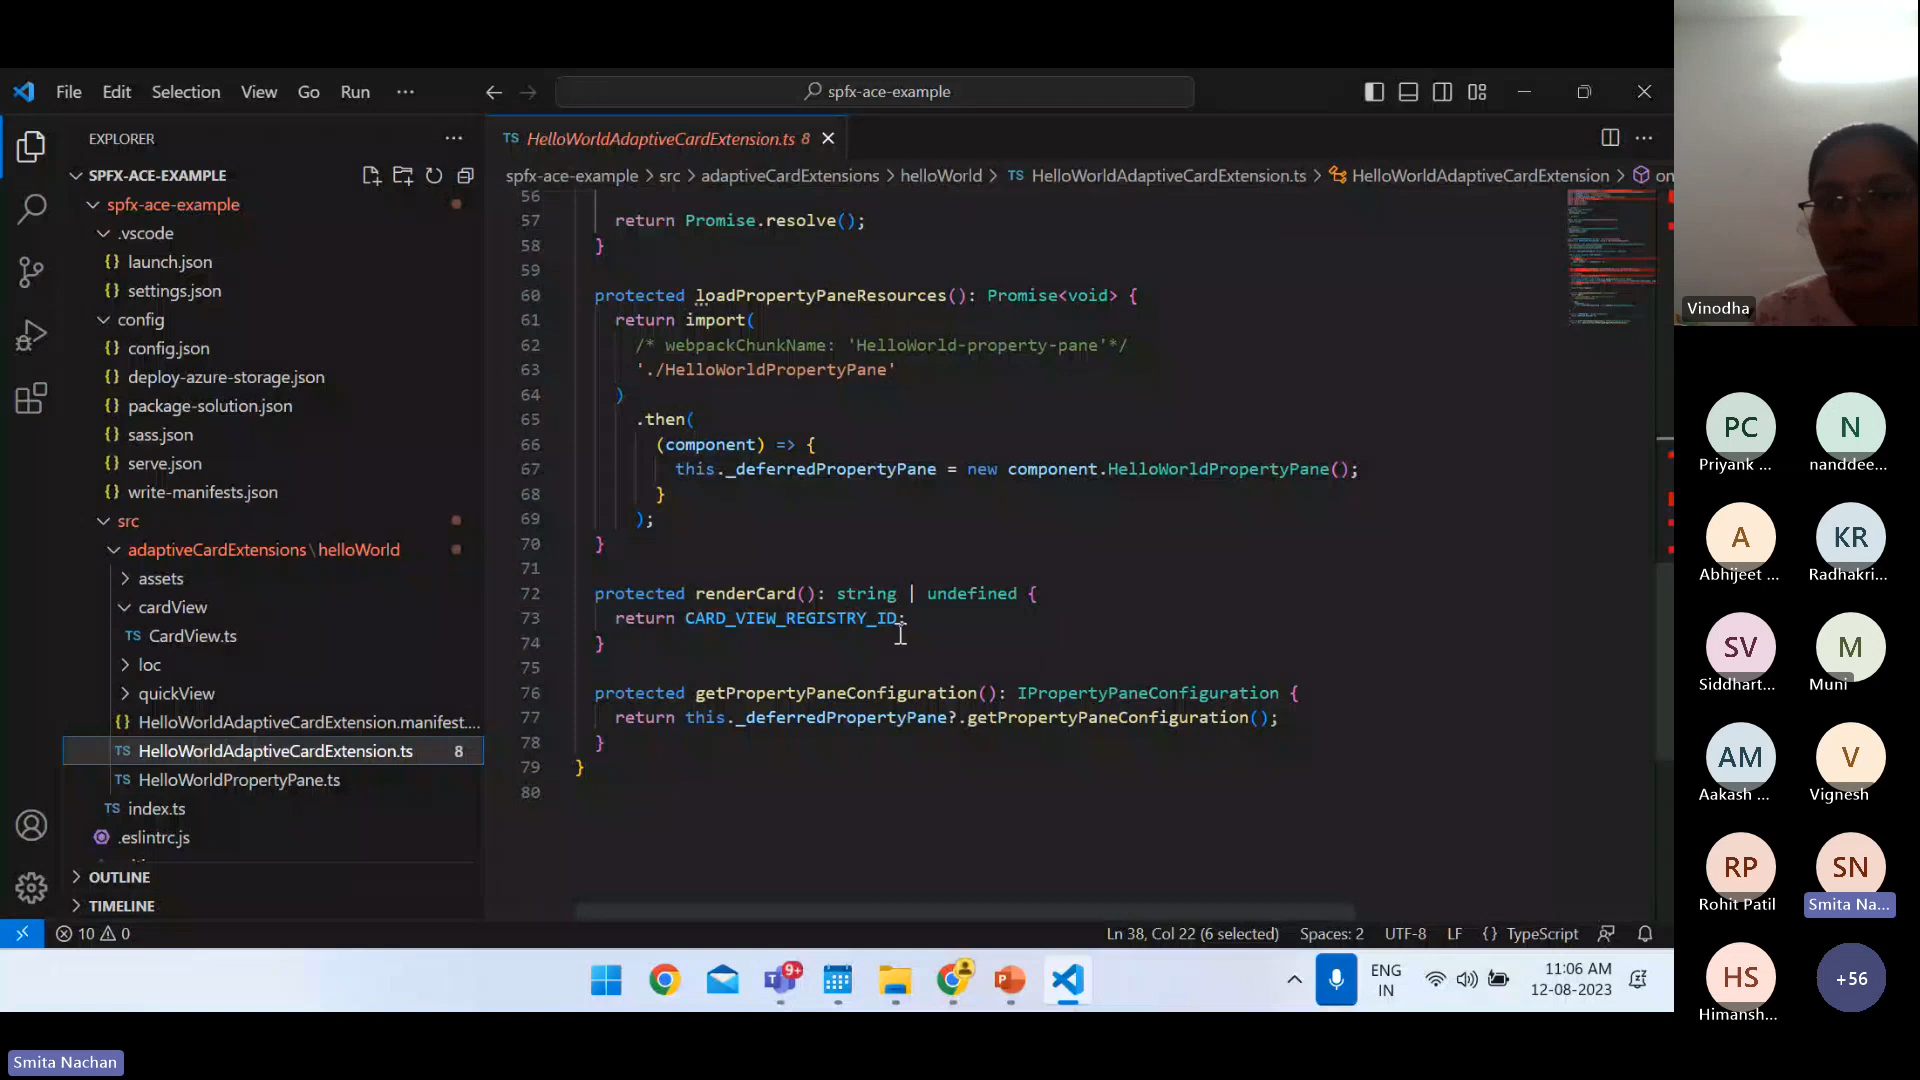 File Edit Selection View Go Run ···
spfx-ace-example
EXPLORER
SPFX-ACE-EXAMPLE
spfx-ace-example
.vscode
{} launch.json
{} settings.json
config
{} config.json
{} deploy-azure-storage.json
{} package-solution.json
{} sass.json
{} serve.json
{} write-manifests.json
src
adaptiveCardExtensions\helloWorld
assets
cardView
TS CardView.ts
loc
quickView
{} HelloWorldAdaptiveCardExtension.manifest....
TS HelloWorldAdaptiveCardExtension.ts 8
TS HelloWorldPropertyPane.ts
TS index.ts
.eslintrc.js
OUTLINE
TIMELINE
TS HelloWorldAdaptiveCardExtension.ts 8
spfx-ace-example > src > adaptiveCardExtensions > helloWorld > TS HelloWorldAdaptiveCardExtension.ts > HelloWorldAdaptiveCardExtension > on
56
57 return Promise.resolve();
58 }
59
60 protected loadPropertyPaneResources(): Promise<void> {
61 return import(
62 /* webpackChunkName: 'HelloWorld-property-pane'*/
63 './HelloWorldPropertyPane'
64 )
65 .then(
66 (component) => {
67 this._deferredPropertyPane = new component.HelloWorldPropertyPane();
68 }
69 );
70 }
71
72 protected renderCard(): string | undefined {
73 return CARD_VIEW_REGISTRY_ID;
74 }
75
76 protected getPropertyPaneConfiguration(): IPropertyPaneConfiguration {
77 return this._deferredPropertyPane?.getPropertyPaneConfiguration();
78 }
79 }
80
10 0
Ln 38, Col 22 (6 selected) Spaces: 2 UTF-8 LF {} TypeScript
9+
ENG
IN
11:06 AM
12-08-2023
Vinodha
PC
Priyank ...
N
nanddee...
A
Abhijeet ...
KR
Radhakri...
SV
Siddhart...
M
Muni
AM
Aakash ...
V
Vignesh
RP
Rohit Patil
SN
Smita Na...
HS
Himansh...
+56
Smita Nachan